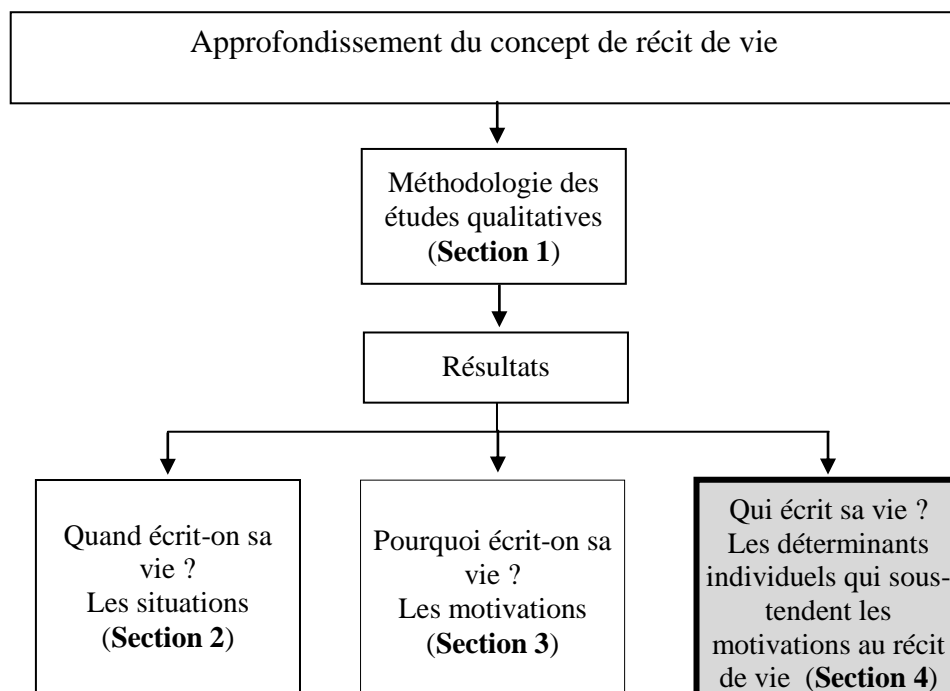 Approfondissement du concept de récit de vie
Méthodologie des
études qualitatives
(Section 1)
Résultats
Quand écrit-on sa
vie ?
Les situations
(Section 2)
Pourquoi écrit-on sa
vie ?
Les motivations
(Section 3)
Qui écrit sa vie ?
Les déterminants
individuels qui sous-
tendent les
motivations au récit
de vie (Section 4)